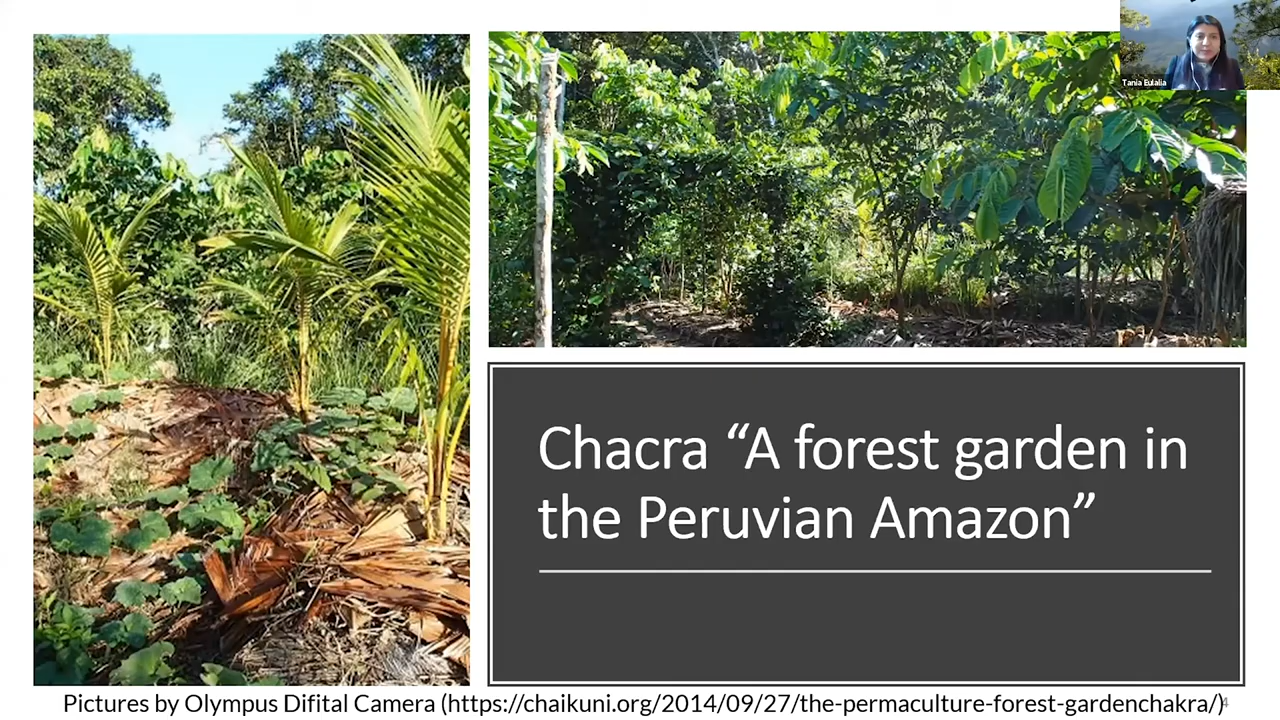 Tania Eulalia
Chacra “A forest garden in
the Peruvian Amazon”
Pictures by Olympus Difital Camera (https://chaikuni.org/2014/09/27/the-permaculture-forest-gardenchakra/)
4